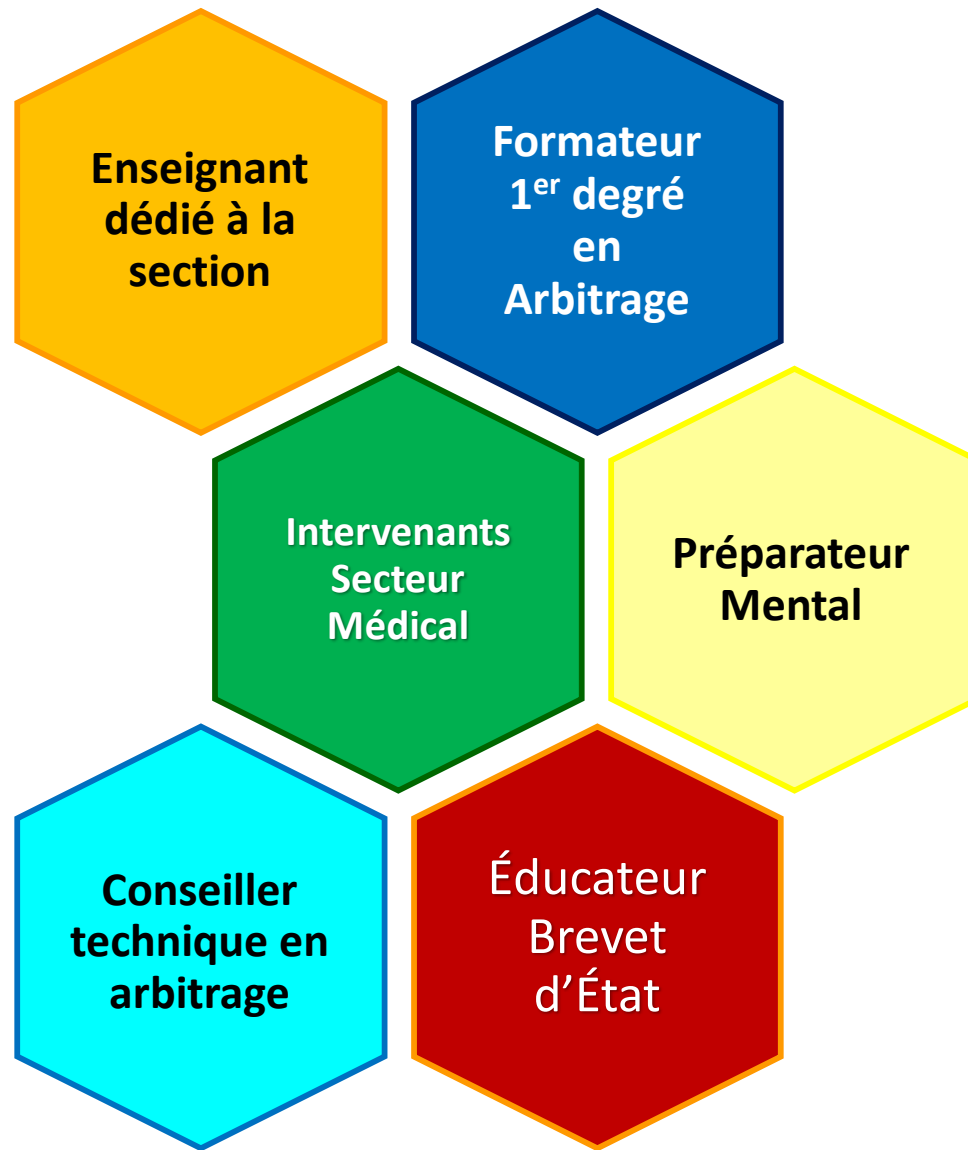 Enseignant
dédié à la
section
Formateur
1er degré
en
Arbitrage
Intervenants
Secteur
Médical
Préparateur
Mental
Conseiller
technique en
arbitrage
Éducateur
Brevet
d’État